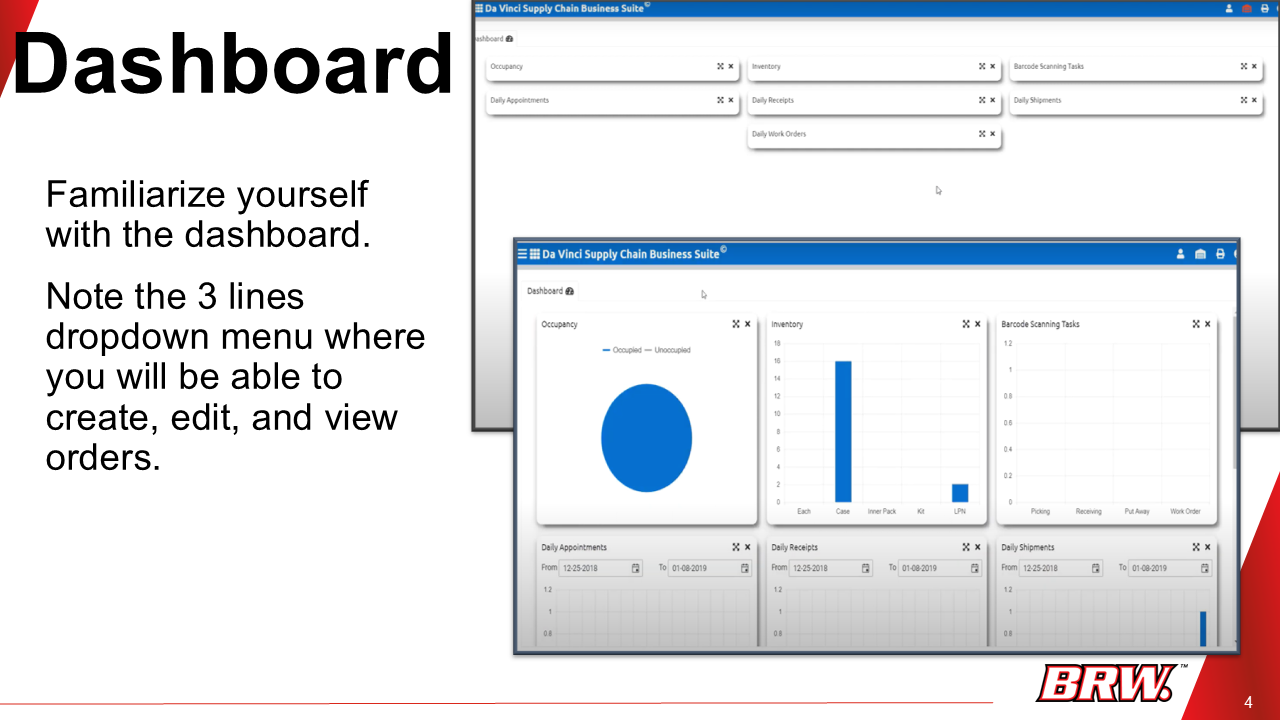 Dashboard
Familiarize yourself
with the dashboard.
Note the 3 lines
dropdown menu where
you will be able to
create, edit, and view
orders.
Da Vinci Supply Chain Business Suite©
ashboard
Occupancy
Inventory
Barcode Scanning Tasks
Daily Appointments
Daily Receipts
Daily Shipments
Daily Work Orders
Da Vinci Supply Chain Business Suite©
Dashboard
Occupancy
Occupied Unoccupied
Inventory
18
16
14
12
10
8
6
4
2
0
Each Case Inner Pack Kit LPN
Barcode Scanning Tasks
1.2
1
0.8
0.6
0.4
0.2
0
Picking Receiving Put Away Work Order
Daily Appointments
From 12-25-2018 To 01-08-2019
1.2
1
0.8
Daily Receipts
From 12-25-2018 To 01-08-2019
1.2
1
0.8
Daily Shipments
From 12-25-2018 To 01-08-2019
1.2
1
0.8
BRW.™
4